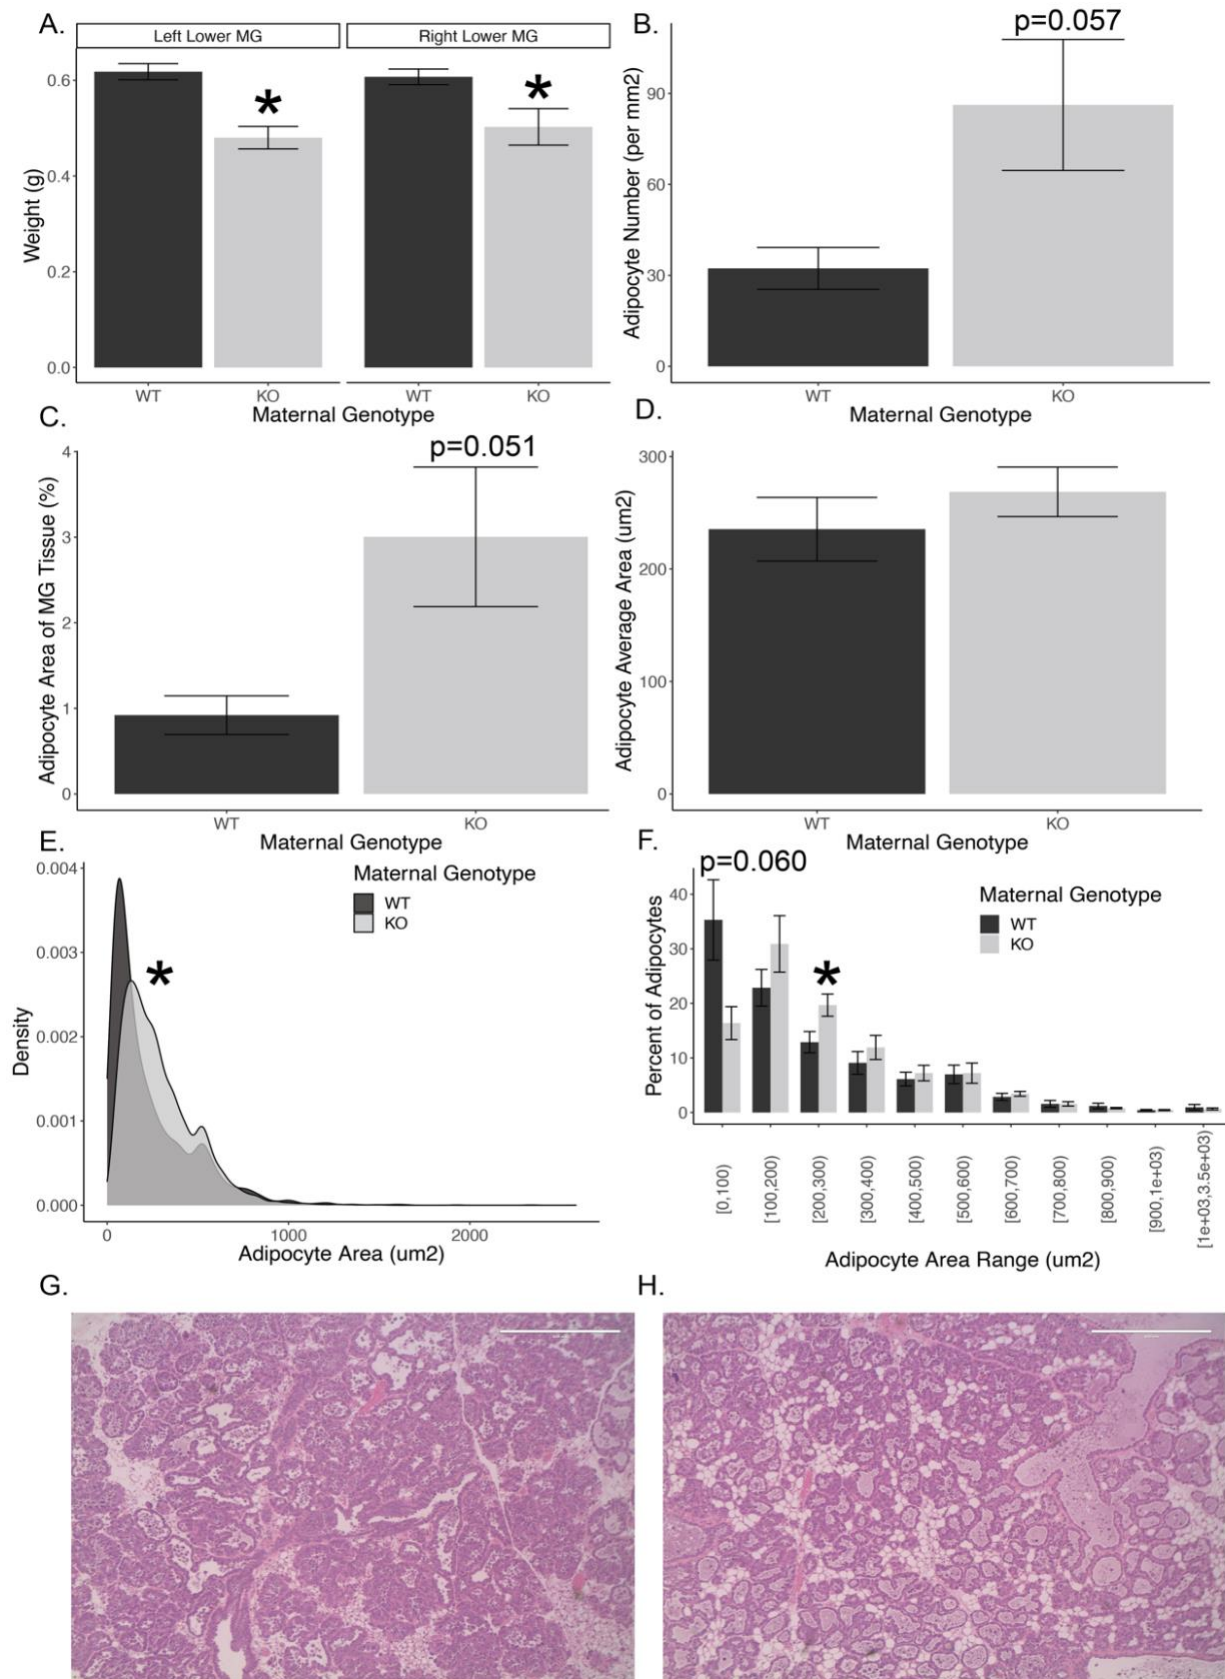 A.
Left Lower MG
Right Lower MG
0.6
0.4
0.2
0.0
Weight (g)
*
*
WT
KO
WT
KO
Maternal Genotype
B.
p=0.057
90
60
30
0
Adipocyte Number (per mm2)
WT
KO
Maternal Genotype
C.
p=0.051
4
3
2
1
0
Adipocyte Area of MG Tissue (%)
WT
KO
Maternal Genotype
D.
300
200
100
0
Adipocyte Average Area (um2)
WT
KO
Maternal Genotype
E.
0.004
0.003
0.002
0.001
0.000
Density
Maternal Genotype
WT
KO
*
0
1000
2000
Adipocyte Area (um2)
F.
p=0.060
40
30
20
10
0
Percent of Adipocytes
Maternal Genotype
WT
KO
*
[0,100)
[100,200)
[200,300)
[300,400)
[400,500)
[500,600)
[600,700)
[700,800)
[800,900)
[900,1e+03)
[1e+03,3.5e+03)
Adipocyte Area Range (um2)
G.
H.